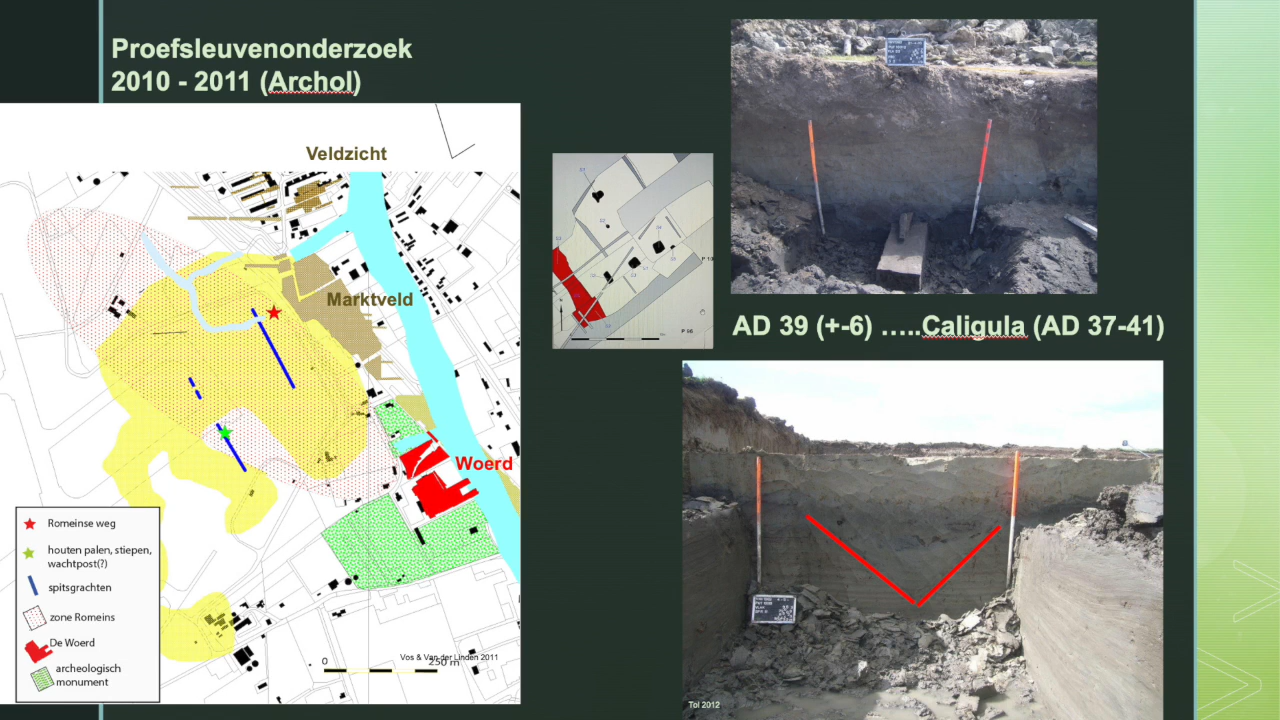 Proefsleuvenonderzoek
2010 - 2011 (Archol)
Veldzicht
Marktveld
Woerd
Romeinse weg
houten palen, stiepen,
wachtpost(?)
spitsgrachten
zone Romeins
De Woerd
archeologisch
monument
Vos & Van der Linden 2011
0
250 m
AD 39 (+-6) …..Caligula (AD 37-41)
Tol 2012